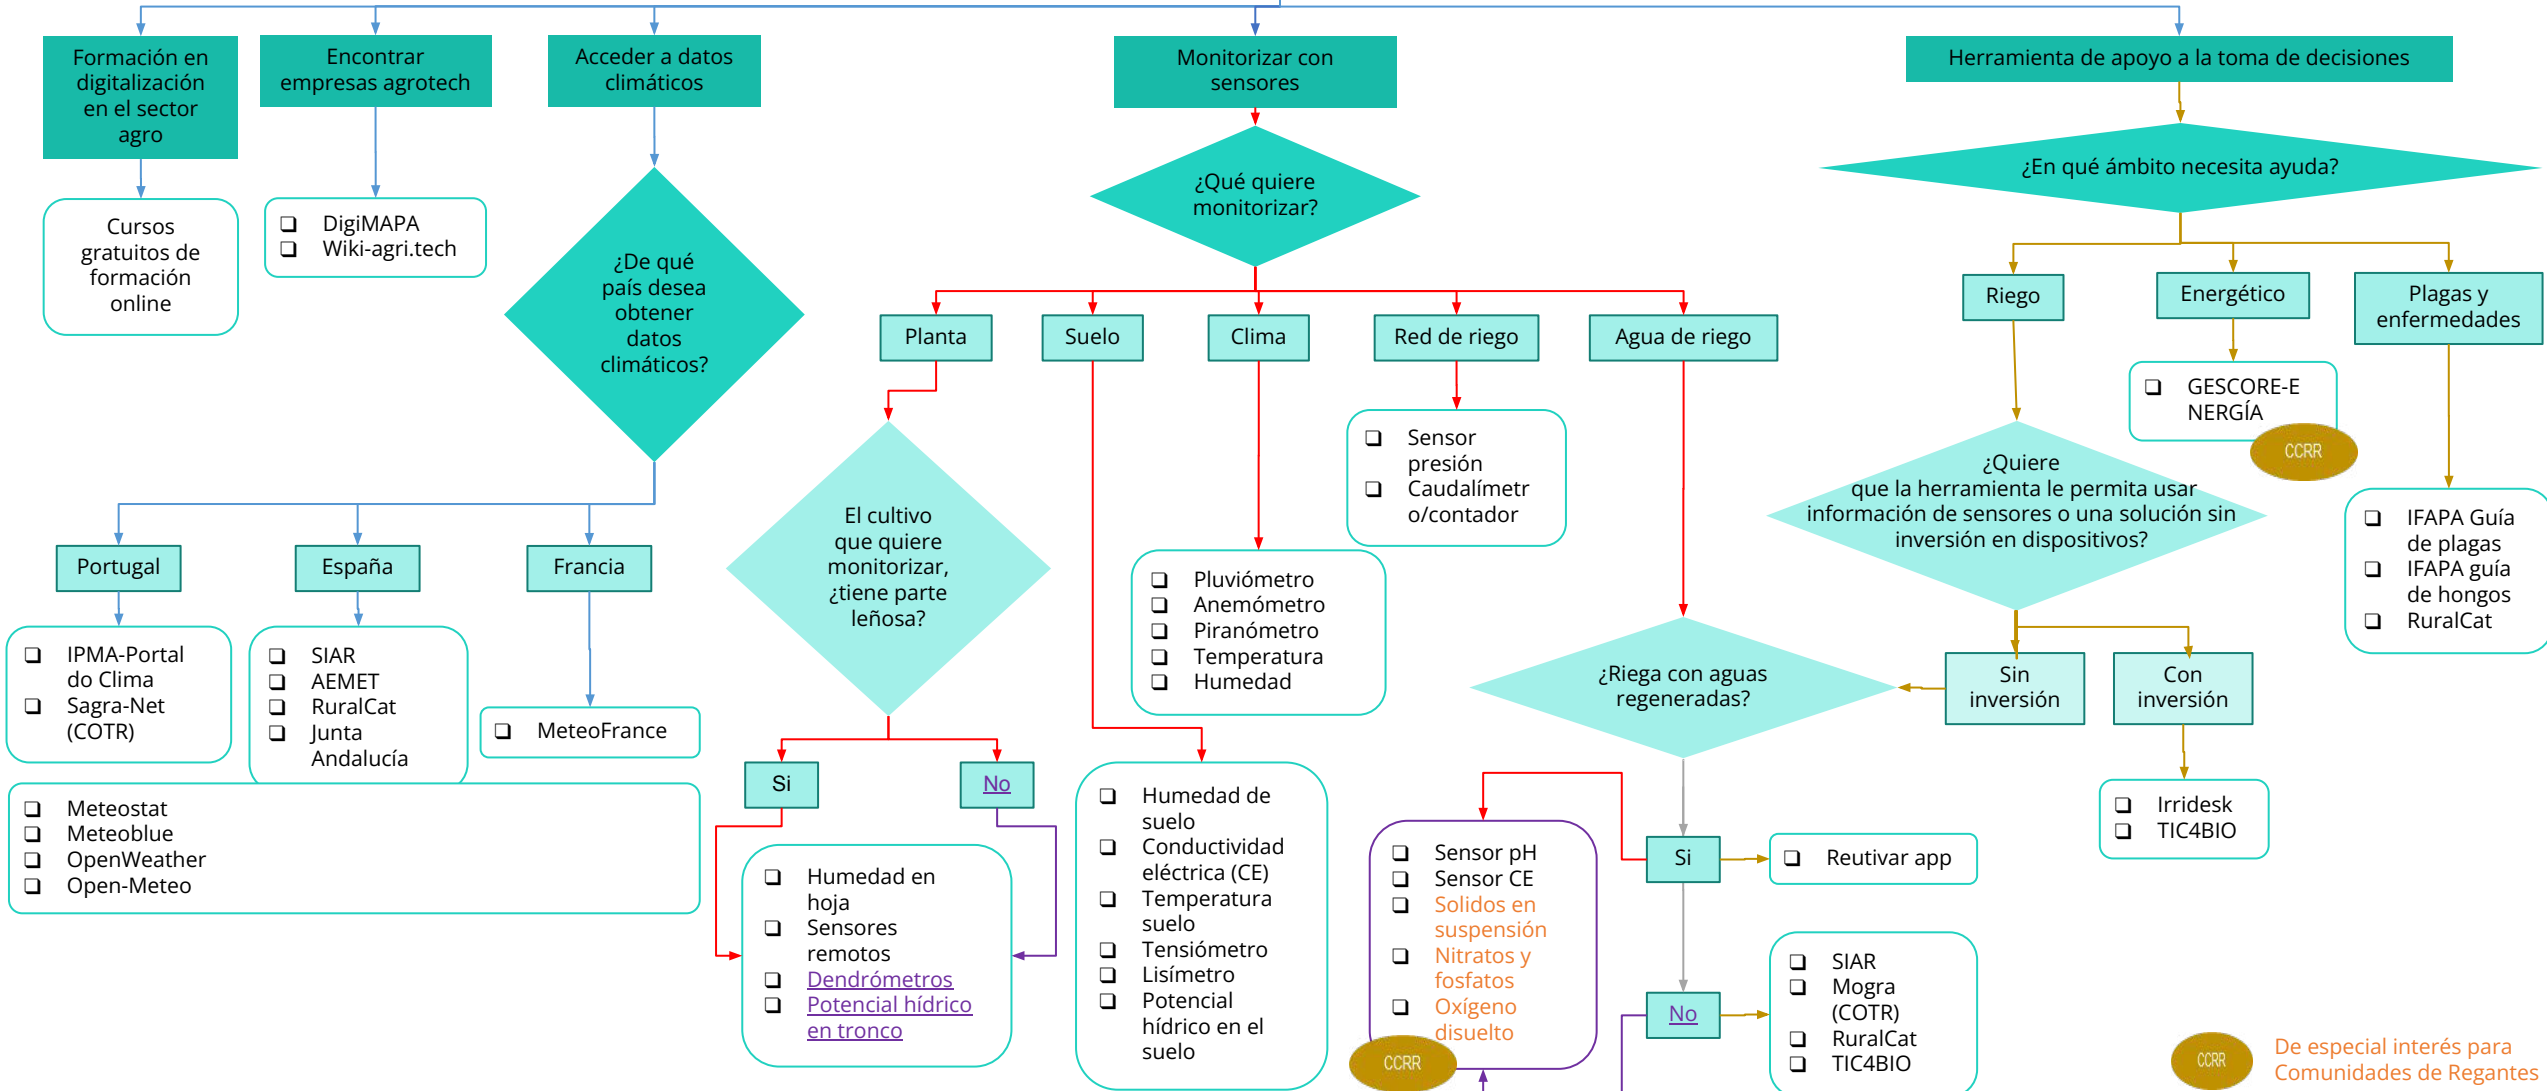 Formación en
digitalización
en el sector
agro
Encontrar
empresas agrotech
Acceder a datos
climáticos
Monitorizar con
sensores
Herramienta de apoyo a la toma de decisiones
Cursos
gratuitos de
formación
online
❏ DigiMAPA
❏ Wiki-agri.tech
¿De qué
país desea
obtener
datos
climáticos?
¿Qué quiere
monitorizar?
¿En qué ámbito necesita ayuda?
Portugal
España
Francia
❏ IPMA-Portal
do Clima
❏ Sagra-Net
(COTR)
❏ SIAR
❏ AEMET
❏ RuralCat
❏ Junta
Andalucía
❏ MeteoFrance
❏ Meteostat
❏ Meteoblue
❏ OpenWeather
❏ Open-Meteo
Planta
Suelo
Clima
Red de riego
Agua de riego
El cultivo
que quiere
monitorizar,
¿tiene parte
leñosa?
Si
No
❏ Humedad en
hoja
❏ Sensores
remotos
❏ Dendrómetros
❏ Potencial hídrico
en tronco
❏ Humedad de
suelo
❏ Conductividad
eléctrica (CE)
❏ Temperatura
suelo
❏ Tensiómetro
❏ Lisímetro
❏ Potencial
hídrico en el
suelo
❏ Pluviómetro
❏ Anemómetro
❏ Piranómetro
❏ Temperatura
❏ Humedad
❏ Sensor
presión
❏ Caudalímetr
o/contador
¿Riega con aguas
regeneradas?
Si
No
❏ Sensor pH
❏ Sensor CE
❏ Solidos en
suspensión
❏ Nitratos y
fosfatos
❏ Oxígeno
disuelto
CCRR
❏ Reutivar app
❏ SIAR
❏ Mogra
(COTR)
❏ RuralCat
❏ TIC4BIO
Riego
Energético
Plagas y
enfermedades
❏ GESCORE-E
NERGÍA
CCRR
¿Quiere
que la herramienta le permita usar
información de sensores o una solución sin
inversión en dispositivos?
Sin
inversión
Con
inversión
❏ Irridesk
❏ TIC4BIO
❏ IFAPA Guía
de plagas
❏ IFAPA guía
de hongos
❏ RuralCat
CCRR
De especial interés para
Comunidades de Regantes